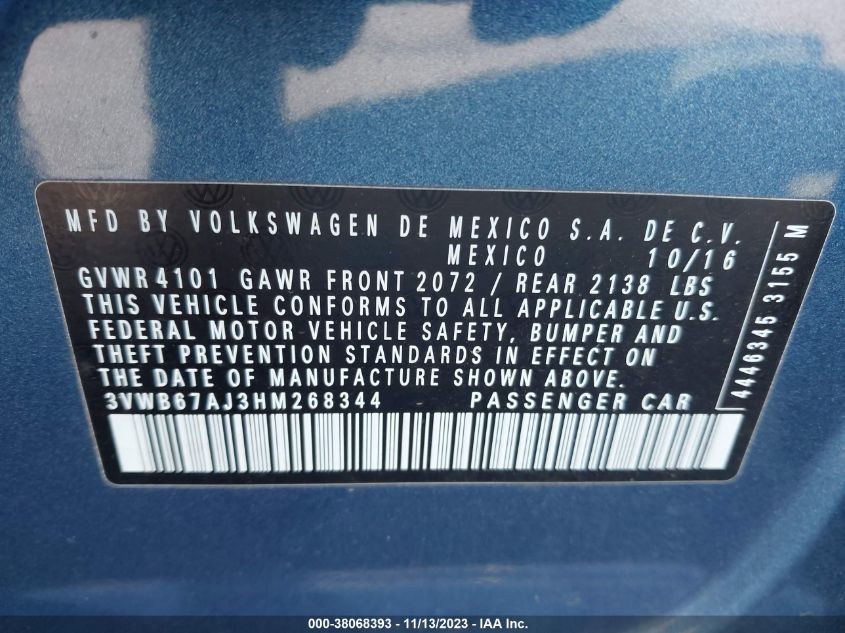 MFD BY VOLKSWAGEN DE MEXICO S.A. DE C.V.
MEXICO 10/16
GVWR 4101 GAWR FRONT 2072 / REAR 2138 LBS
THIS VEHICLE CONFORMS TO ALL APPLICABLE U.S.
FEDERAL MOTOR VEHICLE SAFETY, BUMPER AND
THEFT PREVENTION STANDARDS IN EFFECT ON
THE DATE OF MANUFACTURE SHOWN ABOVE.
3VWB67AJ3HM268344 PASSENGER CAR
4446345 3155 M
000-38068393 - 11/13/2023 - IAA Inc.